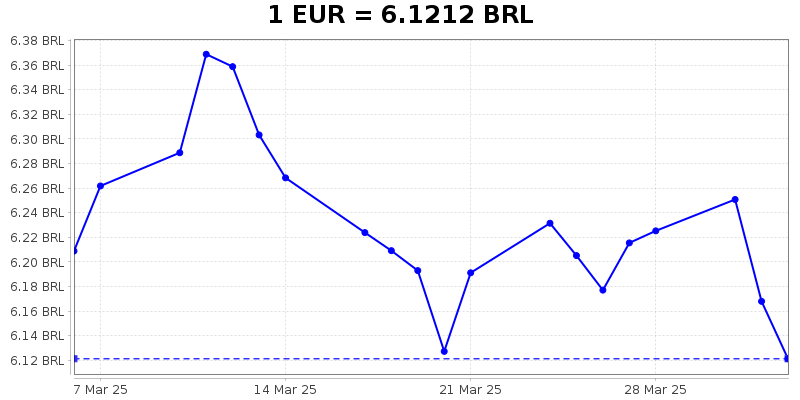 1 EUR = 6.1212 BRL
6.38 BRL
6.36 BRL
6.34 BRL
6.32 BRL
6.30 BRL
6.28 BRL
6.26 BRL
6.24 BRL
6.22 BRL
6.20 BRL
6.18 BRL
6.16 BRL
6.14 BRL
6.12 BRL
7 Mar 25
14 Mar 25
21 Mar 25
28 Mar 25